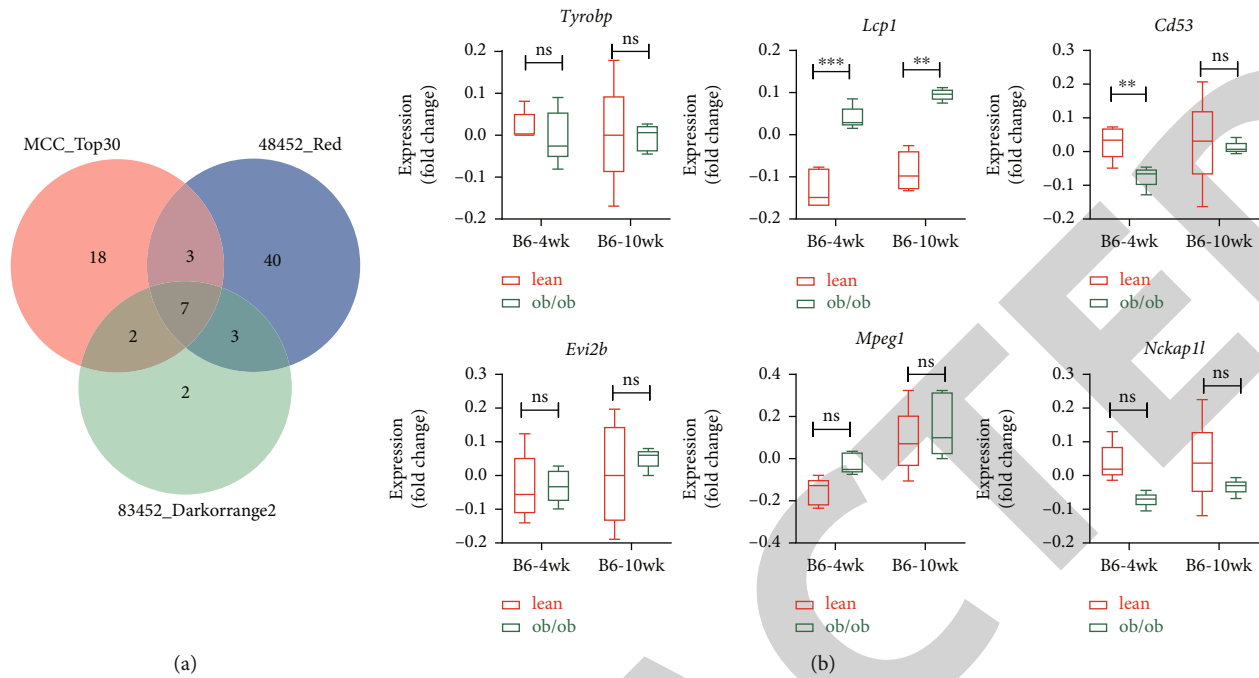 MCC_Top30
48452_Red
18
3
40
7
2
3
2
83452_Darkorrange2
(a)
Tyrobp
Expression
(fold change)
0.2
0.1
0.0
−0.1
−0.2
ns
ns
B6-4wk
B6-10wk
lean
ob/ob
Lcp1
Expression
(fold change)
0.2
0.1
0.0
−0.1
−0.2
***
**
B6-4wk
B6-10wk
lean
ob/ob
Cd53
Expression
(fold change)
0.3
0.2
0.1
0.0
−0.1
−0.2
**
ns
B6-4wk
B6-10wk
lean
ob/ob
Evi2b
Expression
(fold change)
0.3
0.2
0.1
0.0
−0.1
−0.2
ns
ns
B6-4wk
B6-10wk
lean
ob/ob
Mpeg1
Expression
(fold change)
0.4
0.2
0.0
−0.2
−0.4
ns
ns
B6-4wk
B6-10wk
lean
ob/ob
Nckap1l
Expression
(fold change)
0.3
0.2
0.1
0.0
−0.1
−0.2
ns
ns
B6-4wk
B6-10wk
lean
ob/ob
(b)